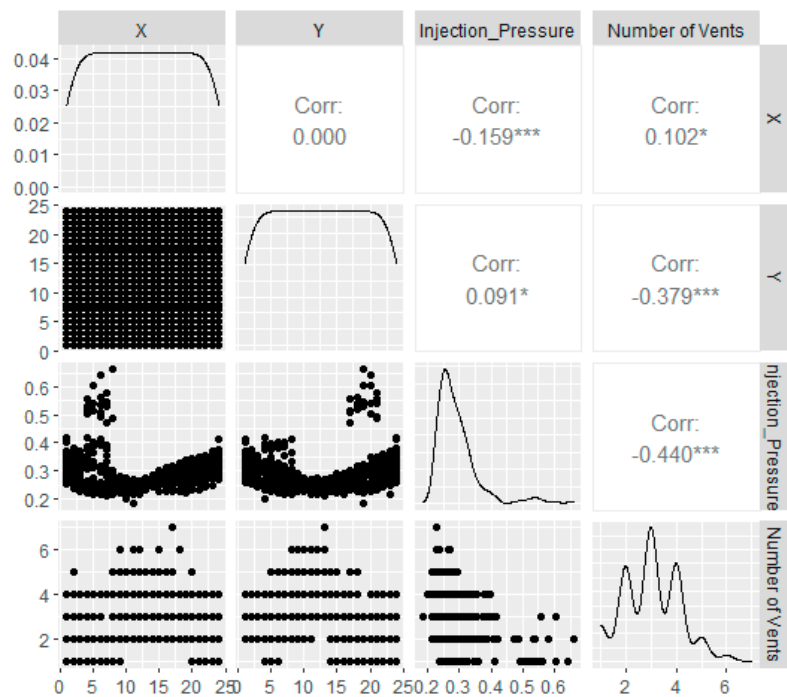 X Y Injection_Pressure Number of Vents
0.04
0.03
0.02
0.01
0.00
Corr:
0.000
Corr:
-0.159***
Corr:
0.102*
X
25
20
15
10
5
0
Corr:
0.091*
Corr:
-0.379***
Y
0.6
0.5
0.4
0.3
0.2
Corr:
-0.440***
njection_Pressure
6
4
2
Number of Vents
0 5 10 15 20 25 0 5 10 15 20 25 0.2 0.3 0.4 0.5 0.6 2 4 6